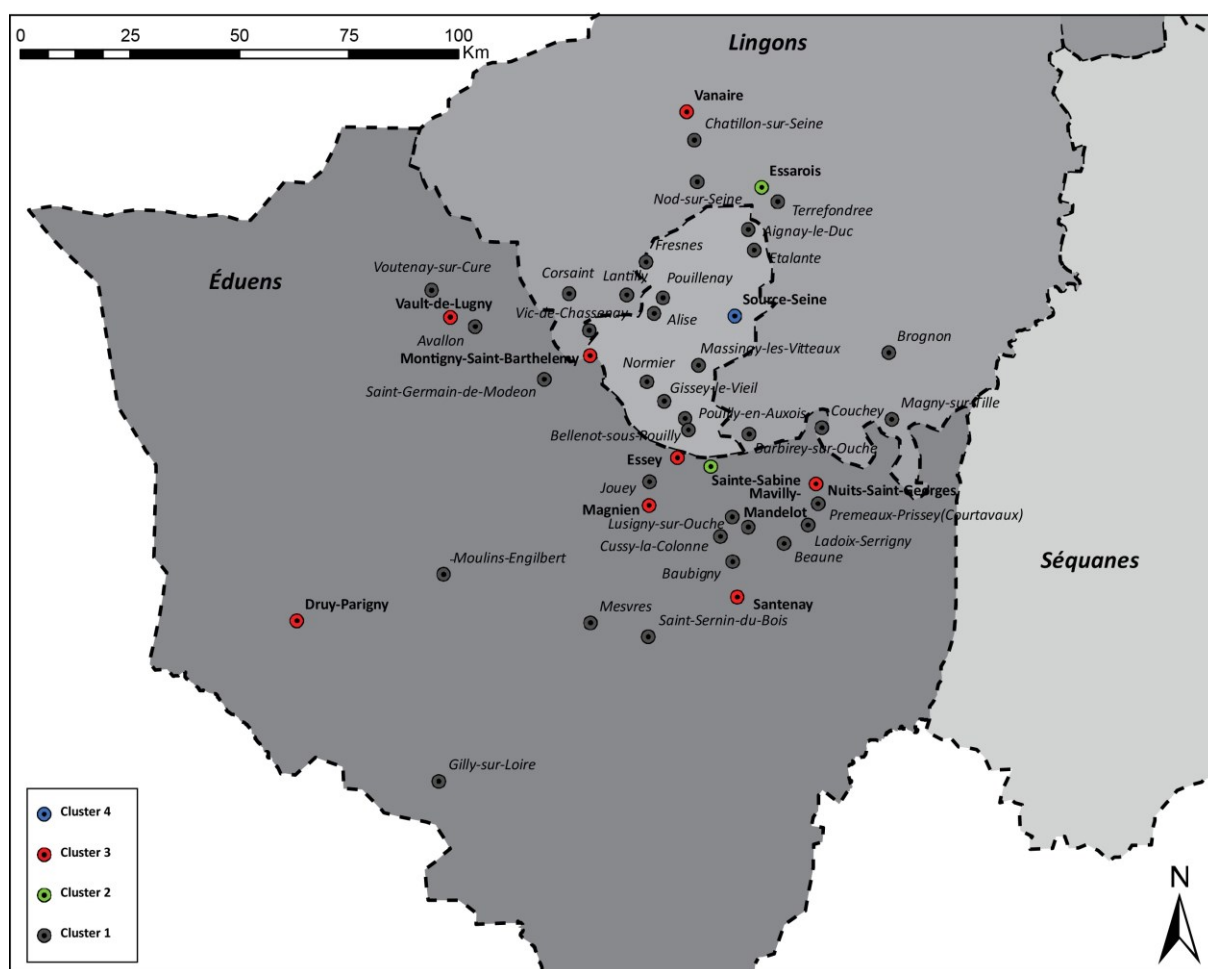 0 25 50 75 100
Km
Lingons
Vanaire
Chatillon-sur-Seine
Essarois
Nod-sur-Seine
Terrefondree
Aignay-le-Duc
Fresnes
Etalante
Éduens
Voutenay-sur-Cure
Corsaint
Lantilly
Pouillenay
Vault-de-Lugny
Vic-de-Chassenay
Source-Seine
Alise
Avallon
Brognon
Montigny-Saint-Barthelemy
Massinay-les-Vitteaux
Normier
Saint-Germain-de-Modeon
Gissey-le-Vieil
Pouilly-en-Auxois
Couchey
Magny-sur-Tille
Bellenot-sous-Pouilly
Barbirey-sur-Ouche
Essey
Sainte-Sabine
Jouey
Mavilly-
Mandelot
Nuits-Saint-Georges
Magnien
Lusigny-sur-Ouche
Premeaux-Prissey(Courtavaux)
Cussy-la-Colonne
Ladoix-Serrigny
Beaune
Moulins-Engilbert
Baubigny
Séquanes
Druy-Parigny
Mesvres
Santenay
Saint-Sernin-du-Bois
Gilly-sur-Loire
Cluster 4
Cluster 3
Cluster 2
Cluster 1
N